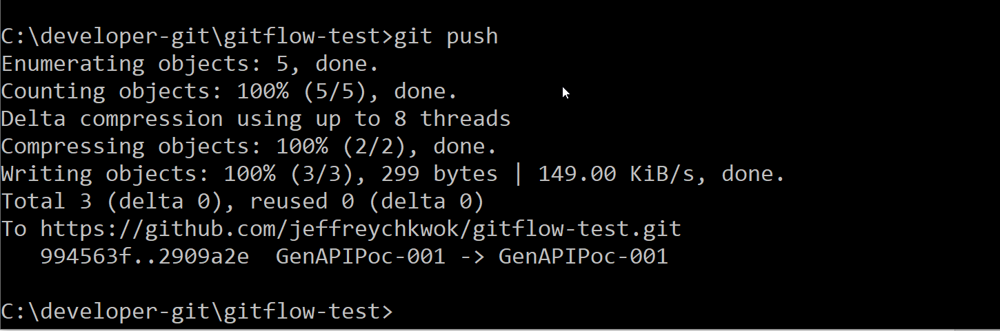 C:\developer-git\gitflow-test>git push
Enumerating objects: 5, done.
Counting objects: 100% (5/5), done.
Delta compression using up to 8 threads
Compressing objects: 100% (2/2), done.
Writing objects: 100% (3/3), 299 bytes | 149.00 KiB/s, done.
Total 3 (delta 0), reused 0 (delta 0)
To https://github.com/jeffreychkwok/gitflow-test.git
   994563f..2909a2e  GenAPIPoc-001 -> GenAPIPoc-001
C:\developer-git\gitflow-test>